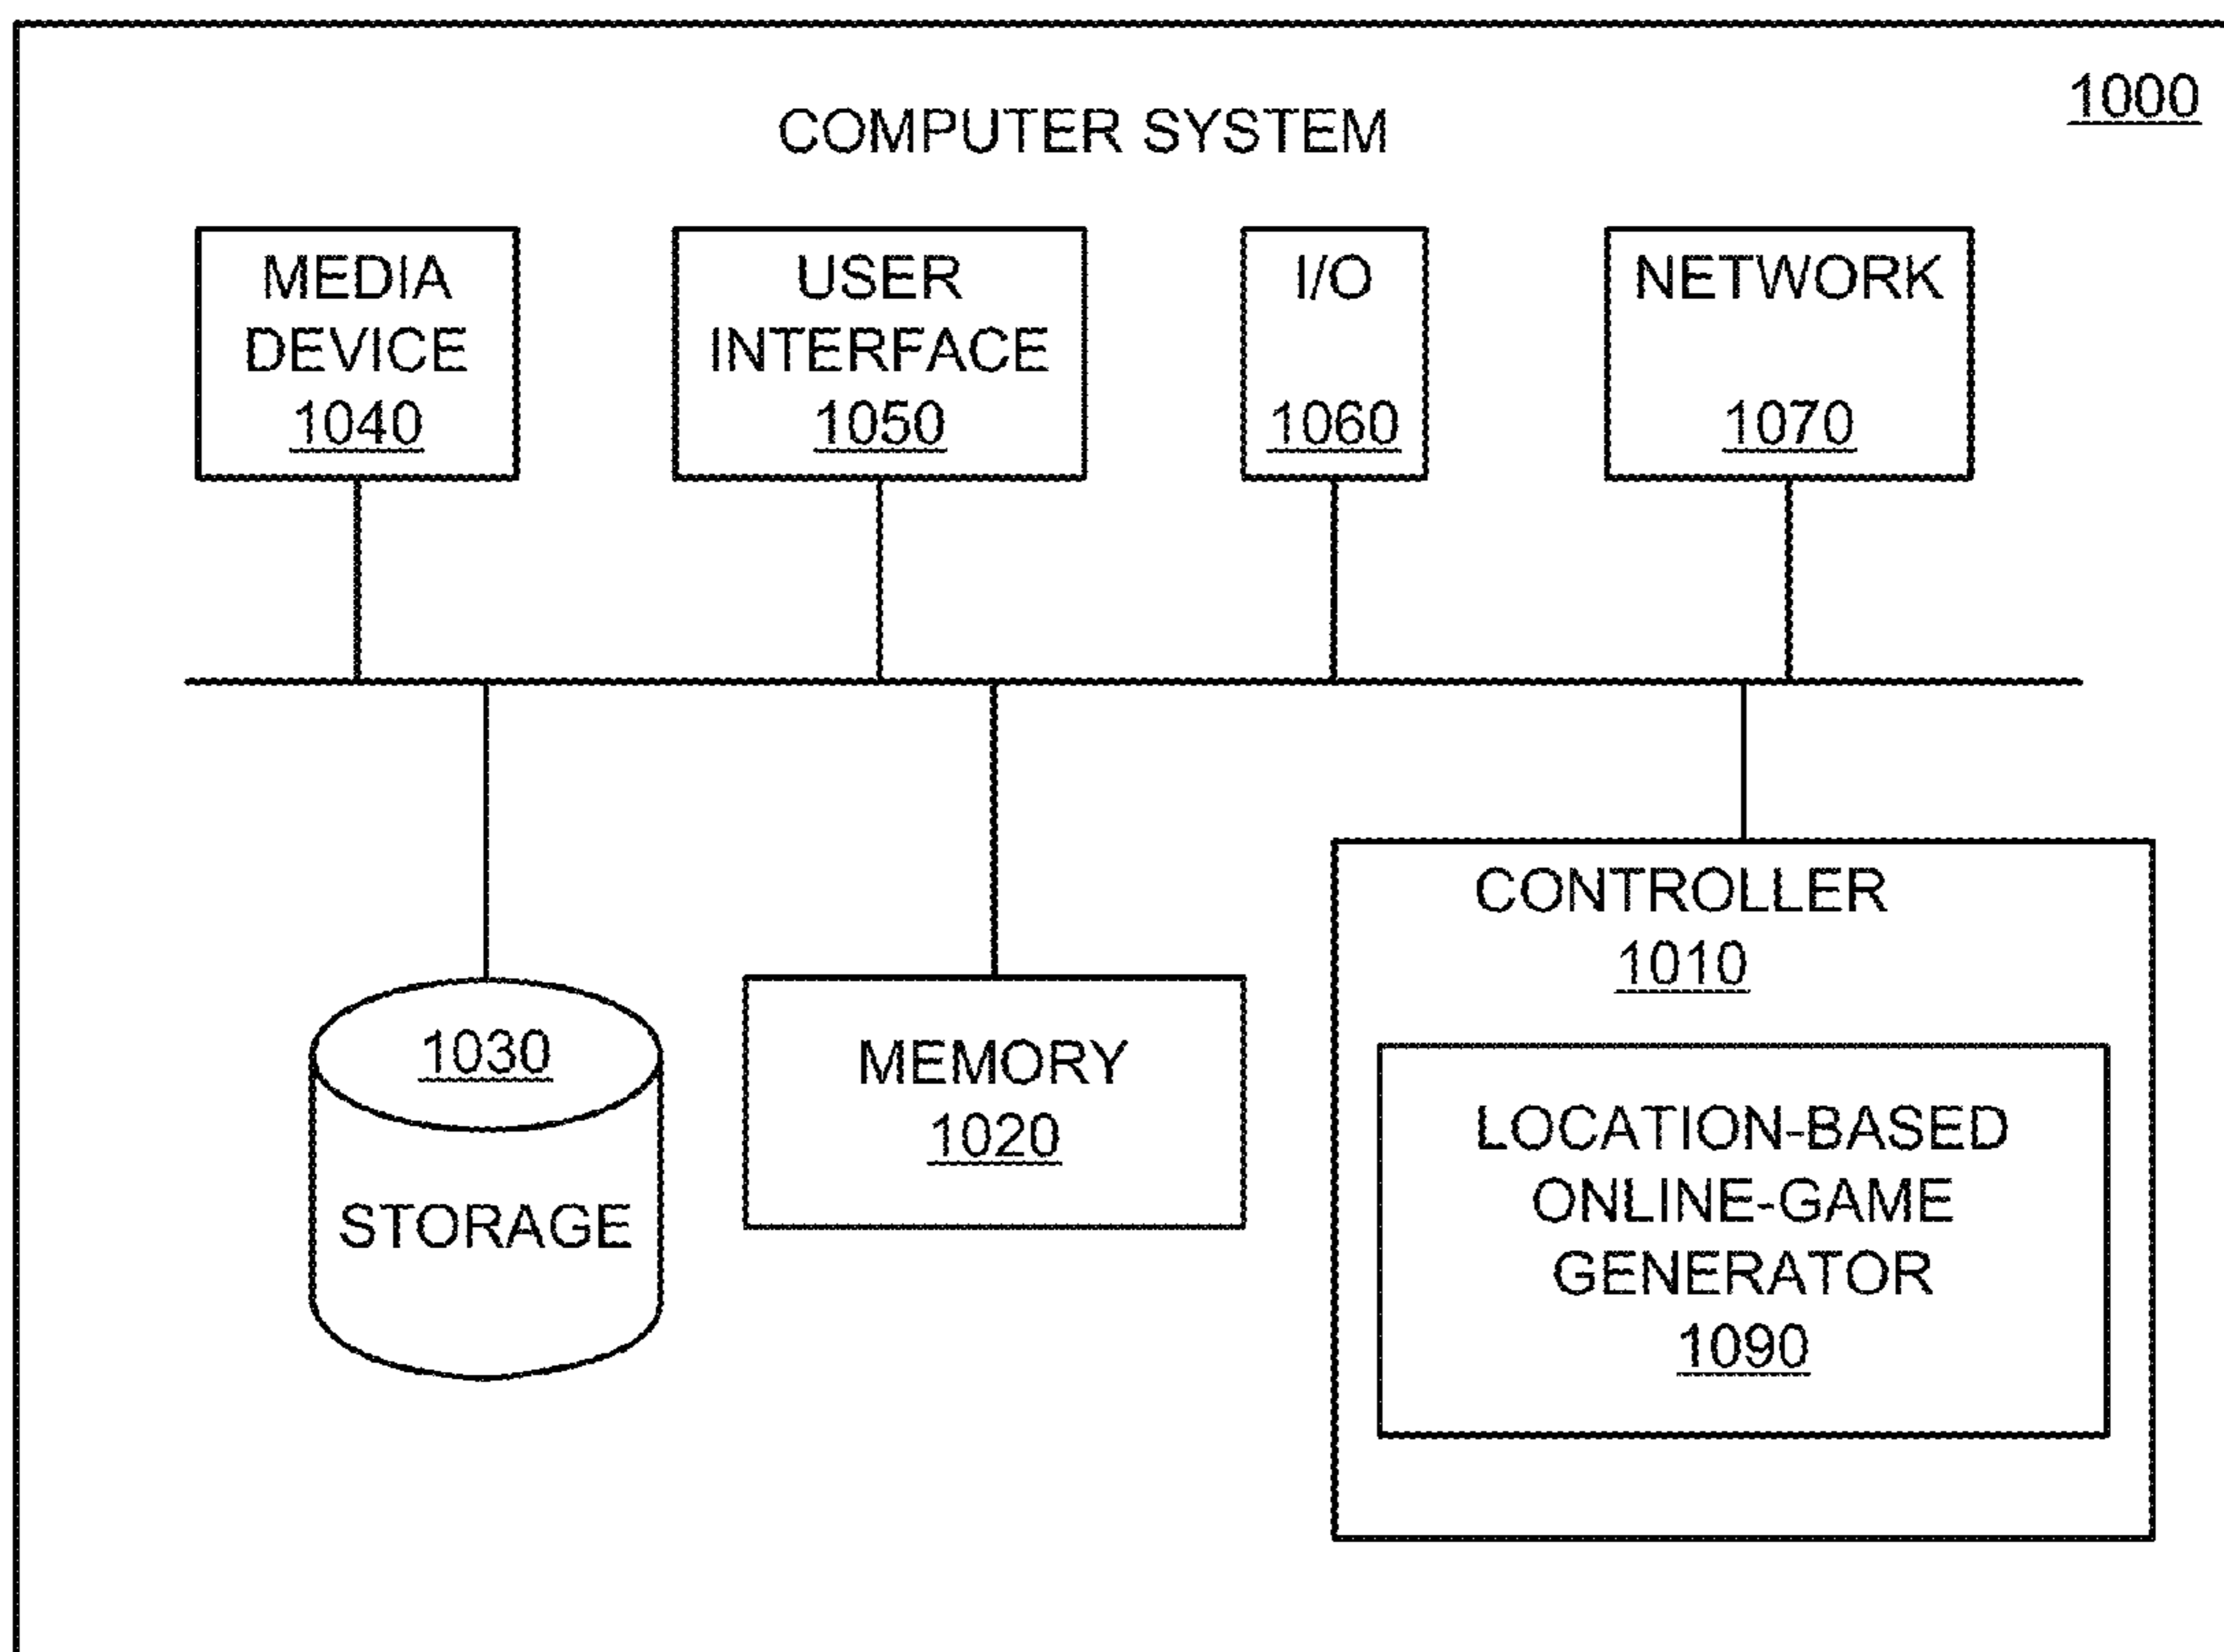 1000
COMPUTER SYSTEM
MEDIA
DEVICE
1040
USER
INTERFACE
1050
I/O
1060
NETWORK
1070
1030
STORAGE
MEMORY
1020
CONTROLLER
1010
LOCATION-BASED
ONLINE-GAME
GENERATOR
1090